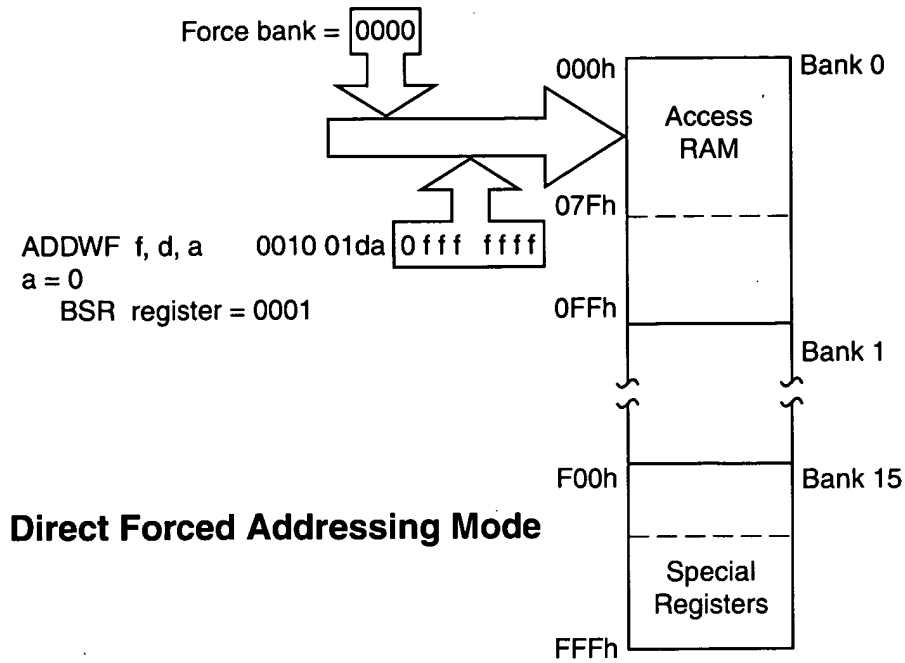 Force bank = 0000
000h
Bank 0
Access
RAM
07Fh
ADDWF f, d, a 0010 01da 0fff ffff
a = 0
BSR register = 0001
0FFh
Bank 1
F00h
Bank 15
Direct Forced Addressing Mode
Special
Registers
FFFh